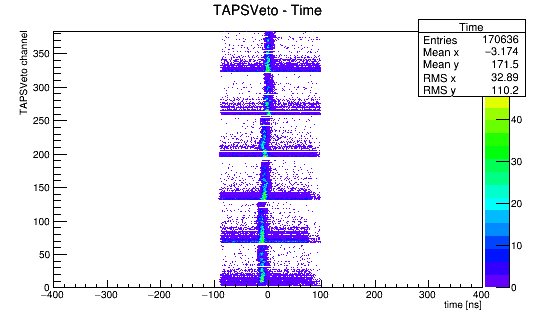 TAPSVeto - Time
Time
Entries 170636
Mean x −3.174
Mean y 171.5
RMS x 32.89
RMS y 110.2
TAPSVeto channel
350
300
250
200
150
100
50
0
40
30
20
10
0
−400 −300 −200 −100 0 100 200 300 400
time [ns]